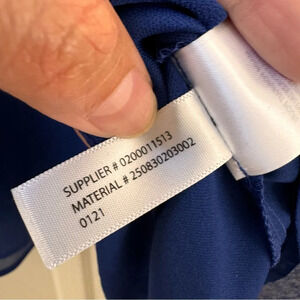 SUPPLIER # 0200011513
MATERIAL # 250830203002
0121